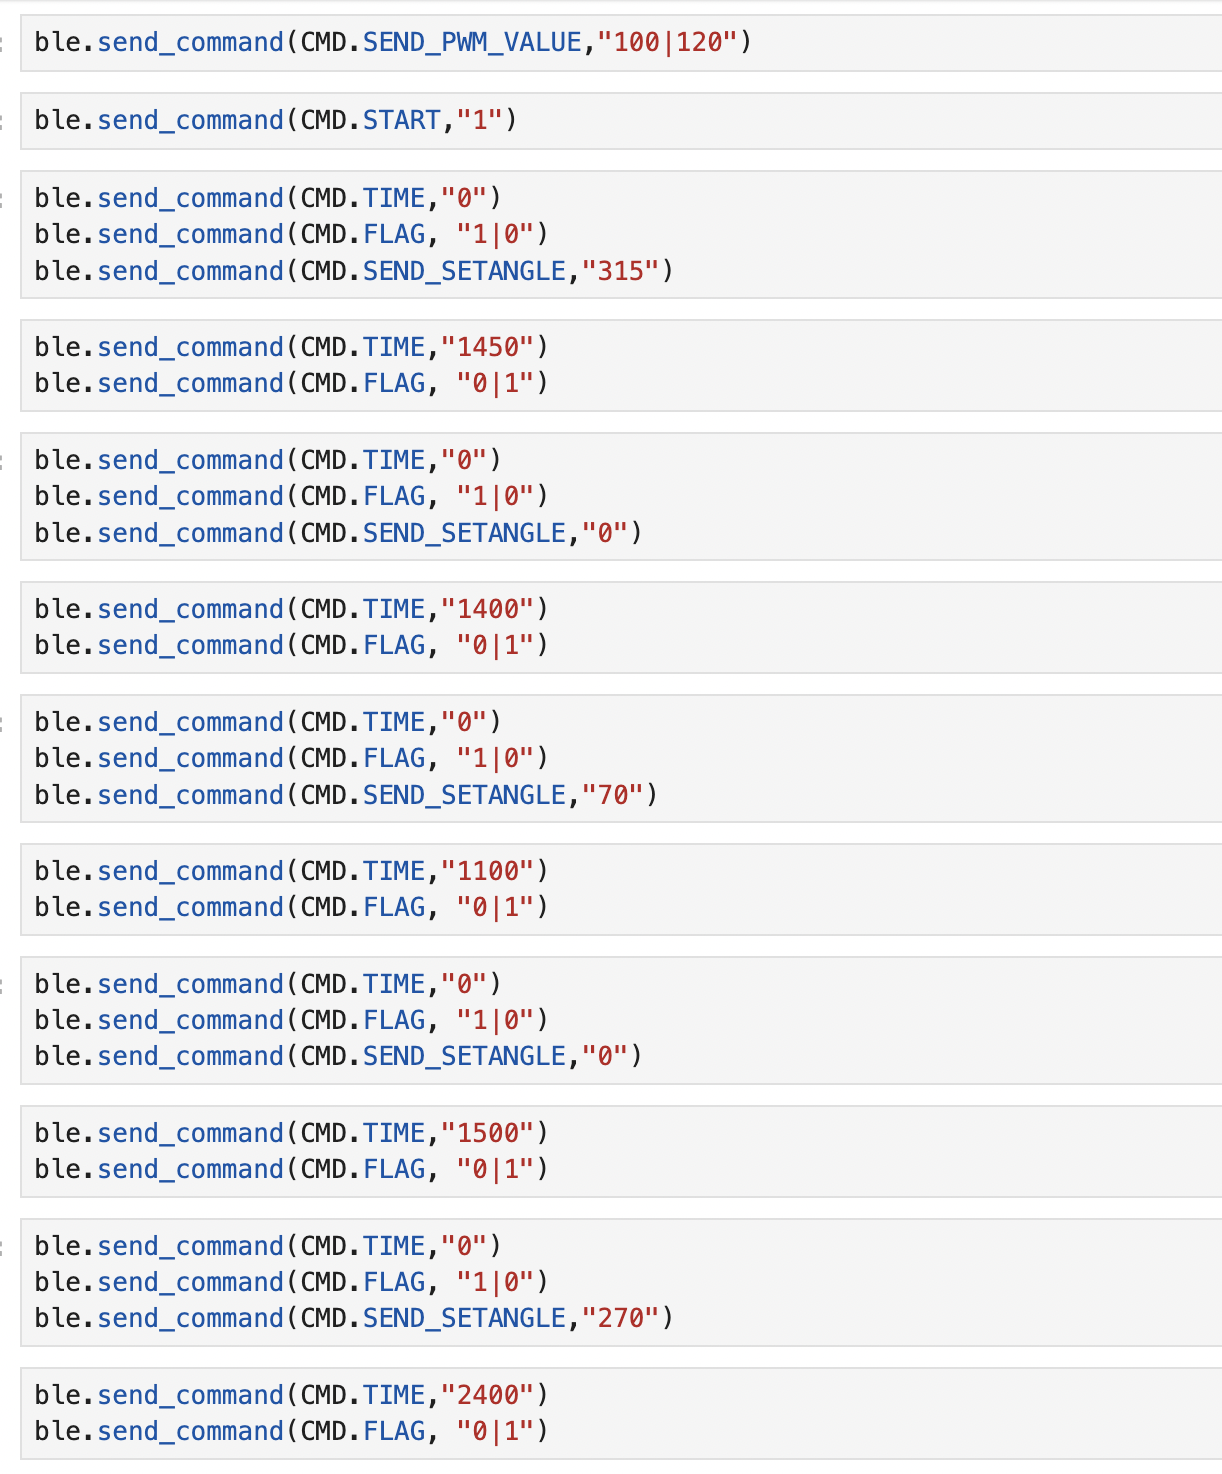 ble.send_command(CMD.SEND_PWM_VALUE,"100|120")
ble.send_command(CMD.START,"1")
ble.send_command(CMD.TIME,"0")
ble.send_command(CMD.FLAG, "1|0")
ble.send_command(CMD.SEND_SETANGLE,"315")
ble.send_command(CMD.TIME,"1450")
ble.send_command(CMD.FLAG, "0|1")
ble.send_command(CMD.TIME,"0")
ble.send_command(CMD.FLAG, "1|0")
ble.send_command(CMD.SEND_SETANGLE,"0")
ble.send_command(CMD.TIME,"1400")
ble.send_command(CMD.FLAG, "0|1")
ble.send_command(CMD.TIME,"0")
ble.send_command(CMD.FLAG, "1|0")
ble.send_command(CMD.SEND_SETANGLE,"70")
ble.send_command(CMD.TIME,"1100")
ble.send_command(CMD.FLAG, "0|1")
ble.send_command(CMD.TIME,"0")
ble.send_command(CMD.FLAG, "1|0")
ble.send_command(CMD.SEND_SETANGLE,"0")
ble.send_command(CMD.TIME,"1500")
ble.send_command(CMD.FLAG, "0|1")
ble.send_command(CMD.TIME,"0")
ble.send_command(CMD.FLAG, "1|0")
ble.send_command(CMD.SEND_SETANGLE,"270")
ble.send_command(CMD.TIME,"2400")
ble.send_command(CMD.FLAG, "0|1")